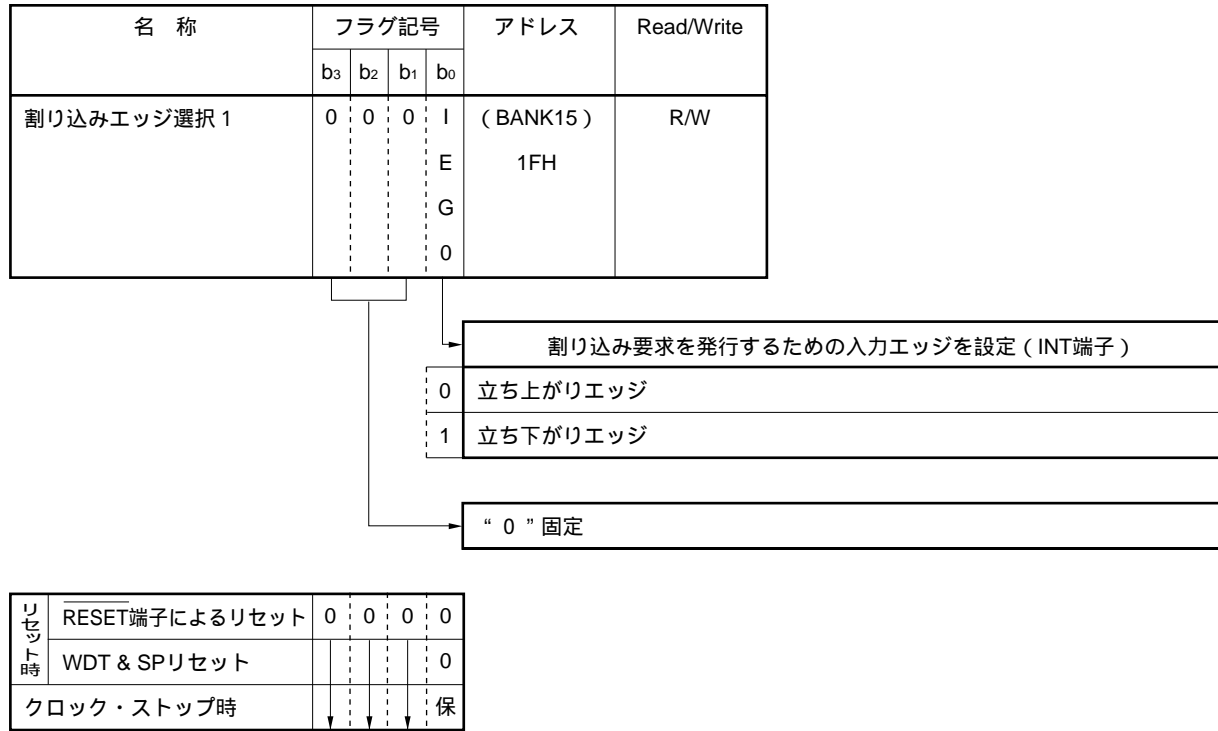 名 称 フラグ記号 アドレス Read/Write
b3 b2 b1 b0
割り込みエッジ選択1 0 0 0 I (BANK15) R/W
E 1FH
G
0
割り込み要求を発行するための入力エッジを設定(INT端子)
0 立ち上がりエッジ
1 立ち下がりエッジ
“0”固定
リセット時 RESET端子によるリセット 0 0 0 0
WDT & SPリセット 0
クロック・ストップ時 保